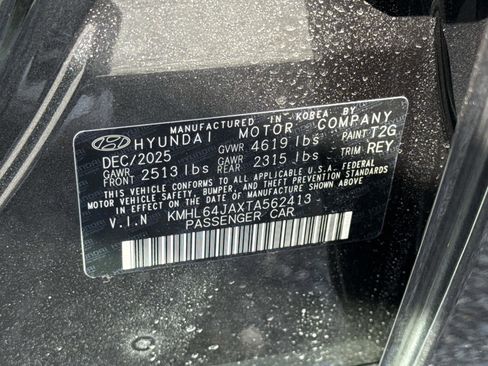 MANUFACTURED IN KOREA BY
HYUNDAI MOTOR COMPANY
DEC/2025 GVWR 4619 lbs PAINT T2G
GAWR FRONT 2513 lbs GAWR REAR 2315 lbs TRIM REY
THIS VEHICLE CONFORMS TO ALL APPLICABLE U.S.A. FEDERAL
MOTOR VEHICLE SAFETY, BUMPER, AND THEFT PREVENTION STANDARDS
IN EFFECT ON THE DATE OF MANUFACTURE SHOWN ABOVE.
V.I.N KMHL64JAXTA562413
PASSENGER CAR